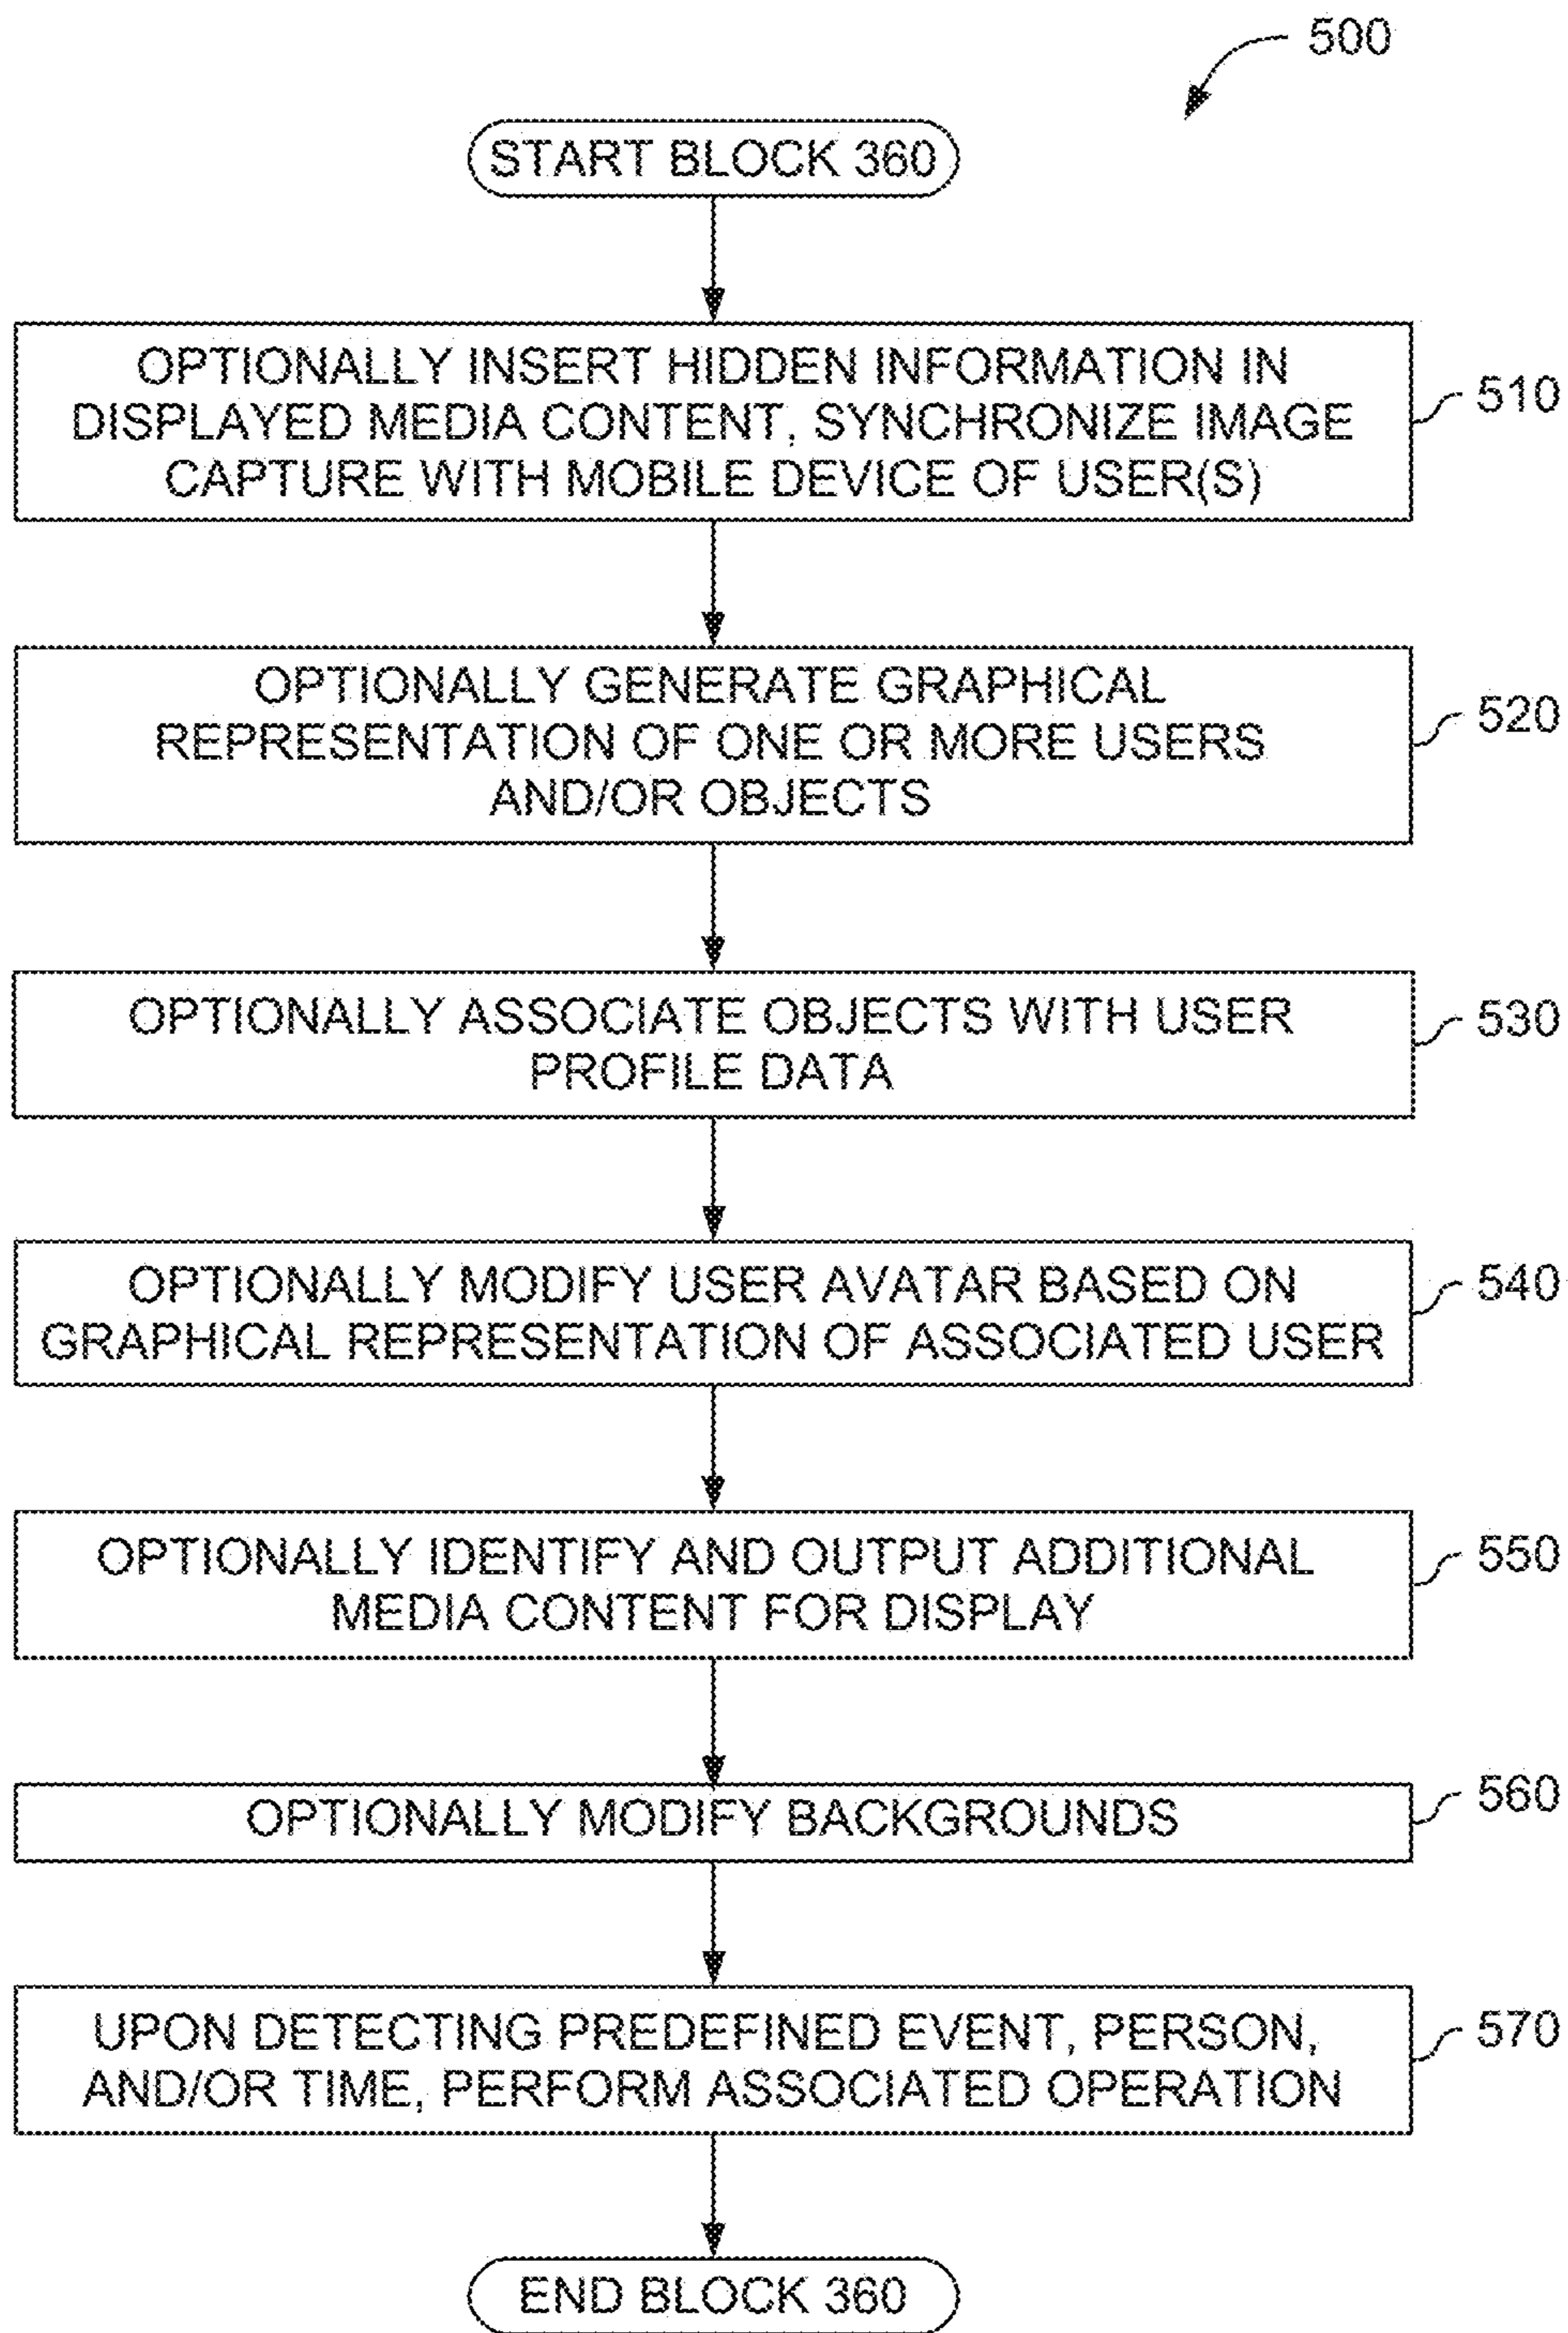 500
START BLOCK 360
OPTIONALLY INSERT HIDDEN INFORMATION IN
DISPLAYED MEDIA CONTENT, SYNCHRONIZE IMAGE
CAPTURE WITH MOBILE DEVICE OF USER(S)
510
OPTIONALLY GENERATE GRAPHICAL
REPRESENTATION OF ONE OR MORE USERS
AND/OR OBJECTS
520
OPTIONALLY ASSOCIATE OBJECTS WITH USER
PROFILE DATA
530
OPTIONALLY MODIFY USER AVATAR BASED ON
GRAPHICAL REPRESENTATION OF ASSOCIATED USER
540
OPTIONALLY IDENTIFY AND OUTPUT ADDITIONAL
MEDIA CONTENT FOR DISPLAY
550
OPTIONALLY MODIFY BACKGROUNDS
560
UPON DETECTING PREDEFINED EVENT, PERSON,
AND/OR TIME, PERFORM ASSOCIATED OPERATION
570
END BLOCK 360